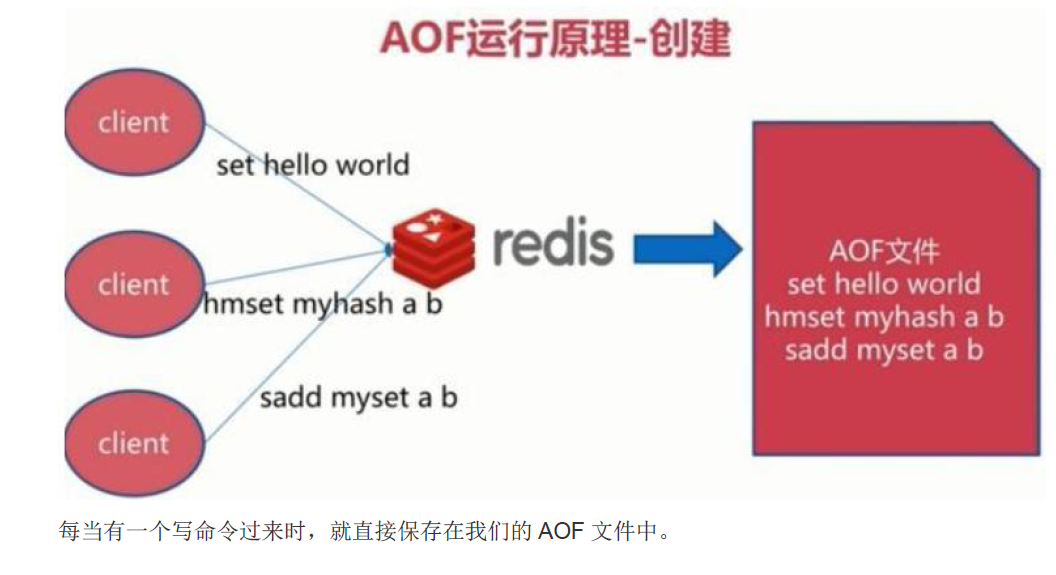 AOF运行原理-创建
client
set hello world
redis
client
hmset myhash a b
client
sadd myset a b
AOF文件
set hello world
hmset myhash a b
sadd myset a b
每当有一个写命令过来时，就直接保存在我们的 AOF 文件中。